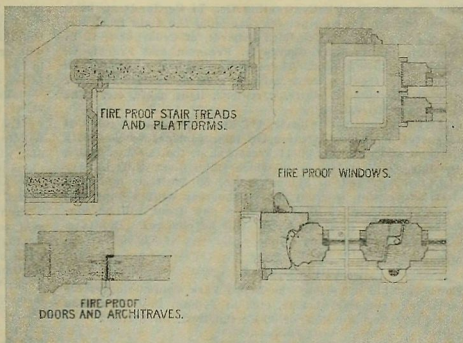 FIRE PROOF STAIR TREADS
AND PLATFORMS.
FIRE PROOF WINDOWS.
FIRE PROOF
DOORS AND ARCHITRAVES.